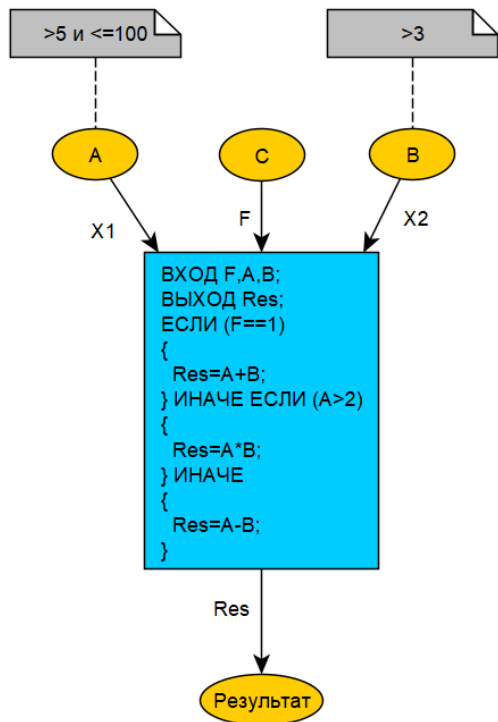 >5 и <=100
>3
A
C
B
X1
F
X2
ВХОД F,A,B;
ВЫХОД Res;
ЕСЛИ (F==1)
{
Res=A+B;
} ИНАЧЕ ЕСЛИ (A>2)
{
Res=A*B;
} ИНАЧЕ
{
Res=A-B;
}
Res
Результат